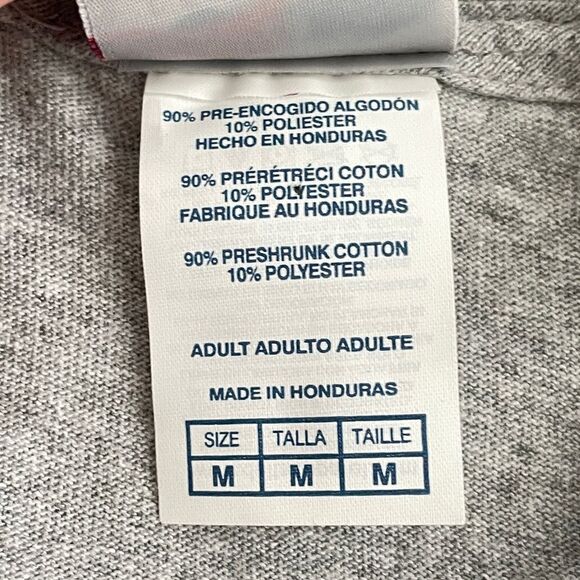 90% PRE-ENCOGIDO ALGODÓN
10% POLIESTER
HECHO EN HONDURAS
90% PRÉRÉTRÉCI COTON
10% POLYESTER
FABRIQUE AU HONDURAS
90% PRESHRUNK COTTON
10% POLYESTER
ADULT ADULTO ADULTE
MADE IN HONDURAS
SIZE TALLA TAILLE
M M M